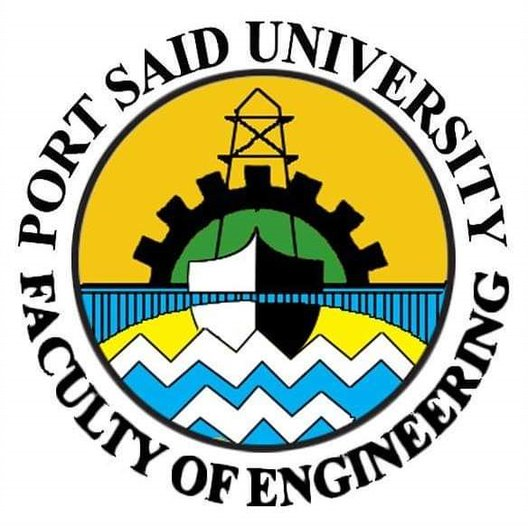 PORT SAID UNIVERSITY
FACULTY OF ENGINEERING